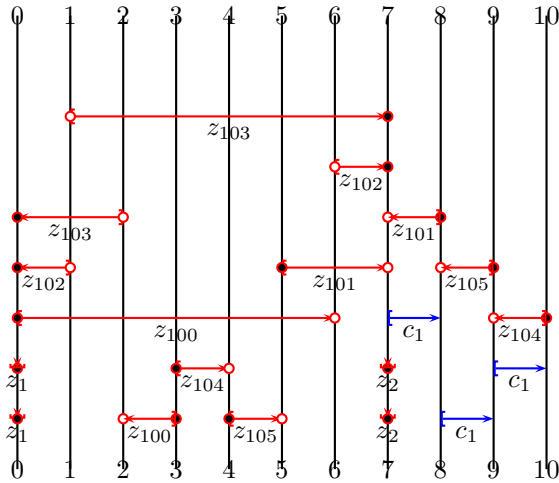 0 1 2 3 4 5 6 7 8 9 10
z₁₀₃
z₁₀₂
z₁₀₃ z₁₀₁
z₁₀₂ z₁₀₁ z₁₀₅
z₁₀₀ c₁ z₁₀₄
z₁ z₁₀₄ z₂ c₁
z₁ z₁₀₀ z₁₀₅ z₂ c₁
0 1 2 3 4 5 6 7 8 9 10